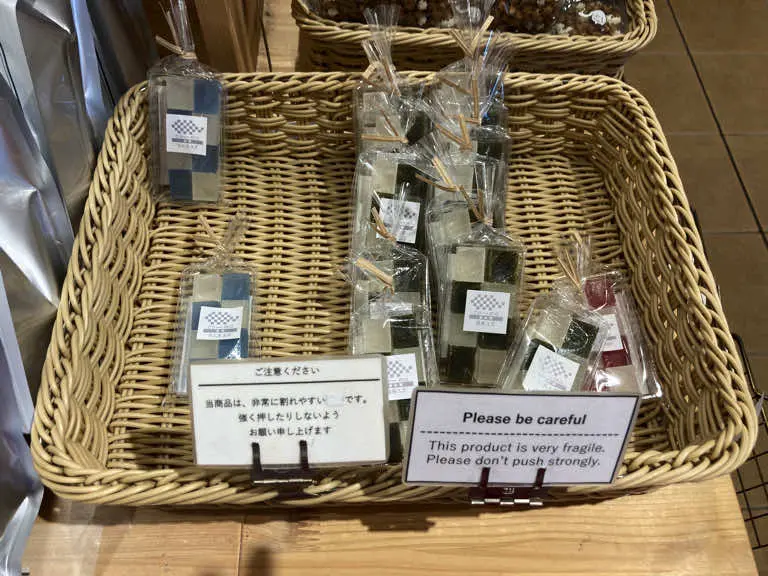 ご注意ください
当商品は、非常に割れやすい です。
強く押したりしないよう
お願い申し上げます
Please be careful
This product is very fragile.
Please don't push strongly.